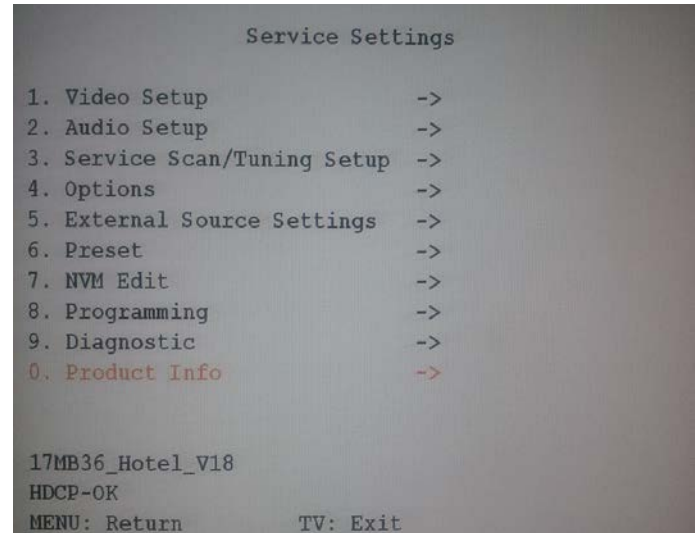 Service Settings
1. Video Setup ->
2. Audio Setup ->
3. Service Scan/Tuning Setup ->
4. Options ->
5. External Source Settings ->
6. Preset ->
7. NVM Edit ->
8. Programming ->
9. Diagnostic ->
0. Product Info ->
17MB36_Hotel_V18
HDCP-OK
MENU: Return TV: Exit